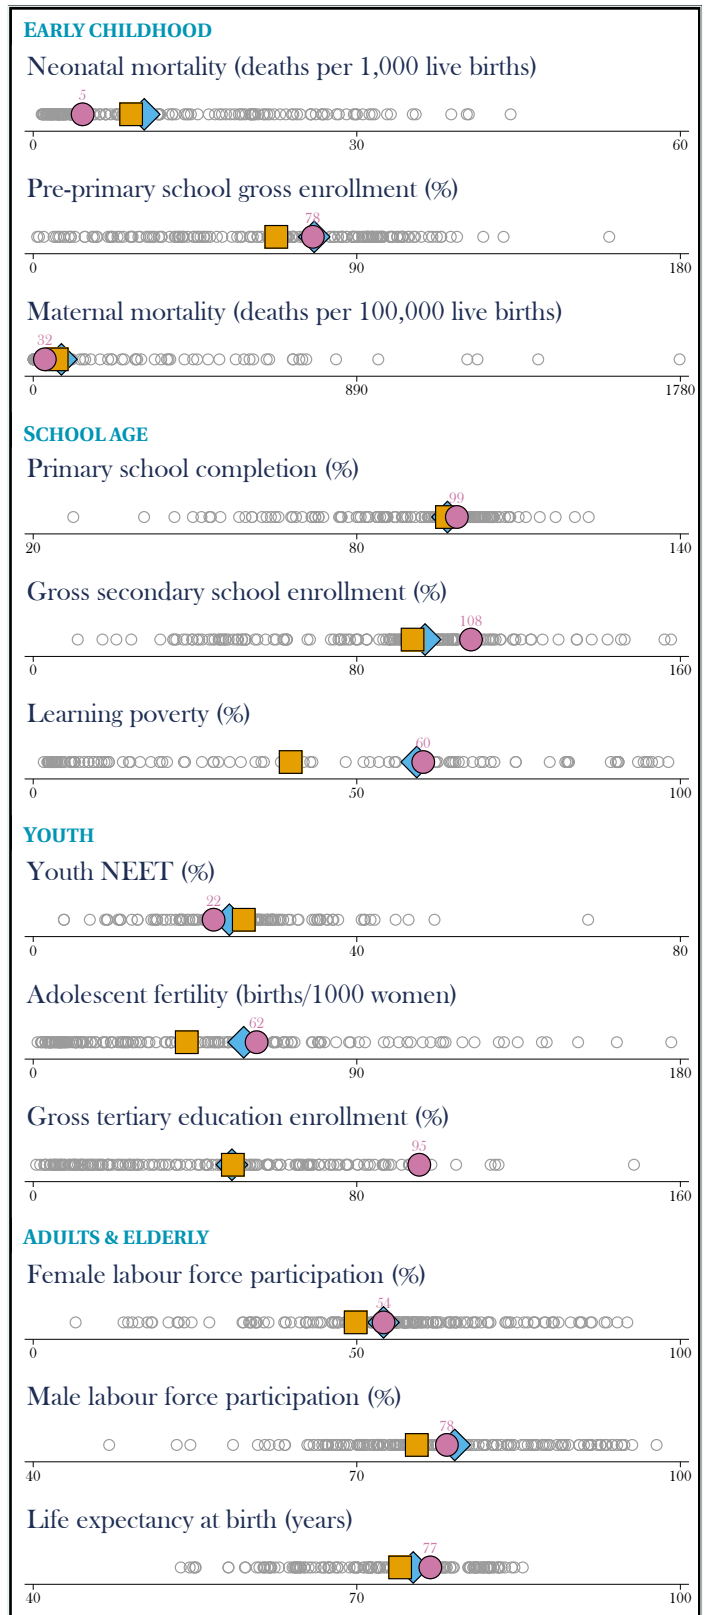 EARLY CHILDHOOD
Neonatal mortality (deaths per 1,000 live births)
5
0 30 60
Pre-primary school gross enrollment (%)
78
0 90 180
Maternal mortality (deaths per 100,000 live births)
32
0 890 1780
SCHOOL AGE
Primary school completion (%)
99
20 80 140
Gross secondary school enrollment (%)
108
0 80 160
Learning poverty (%)
60
0 50 100
YOUTH
Youth NEET (%)
22
0 40 80
Adolescent fertility (births/1000 women)
62
0 90 180
Gross tertiary education enrollment (%)
95
0 80 160
ADULTS & ELDERLY
Female labour force participation (%)
54
0 50 100
Male labour force participation (%)
78
40 70 100
Life expectancy at birth (years)
77
40 70 100